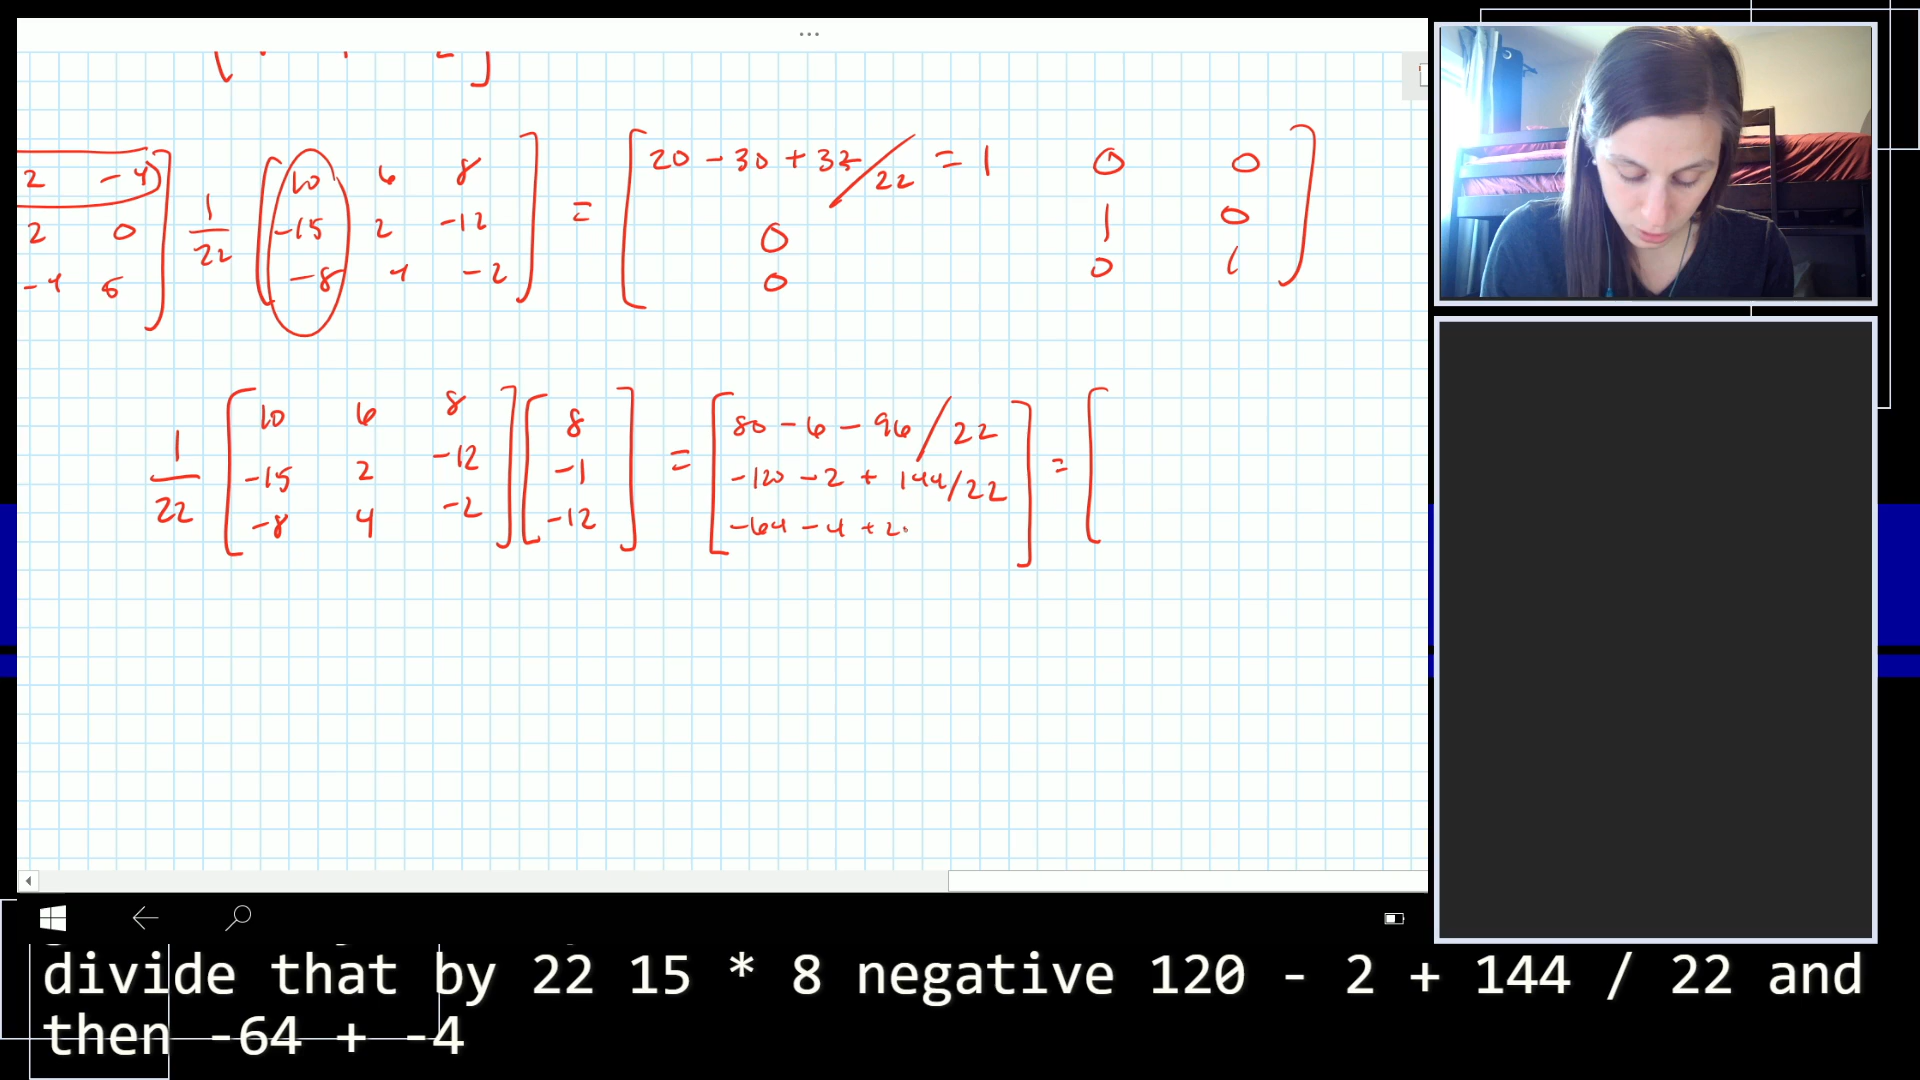 2 -4 10 6 8 20 - 30 + 32/22 = 1 0 0
2 0 1/22 -15 2 -12 = 0 1 0
-4 6 -8 4 -2 0 0 1
10 6 8 8 80 - 6 - 96/22
1/22 -15 2 -12 -1 = -120 - 2 + 144/22 =
-8 4 -2 -12 -64 - 4 + 2
divide that by 22 15 * 8 negative 120 - 2 + 144 / 22 and
then -64 + -4